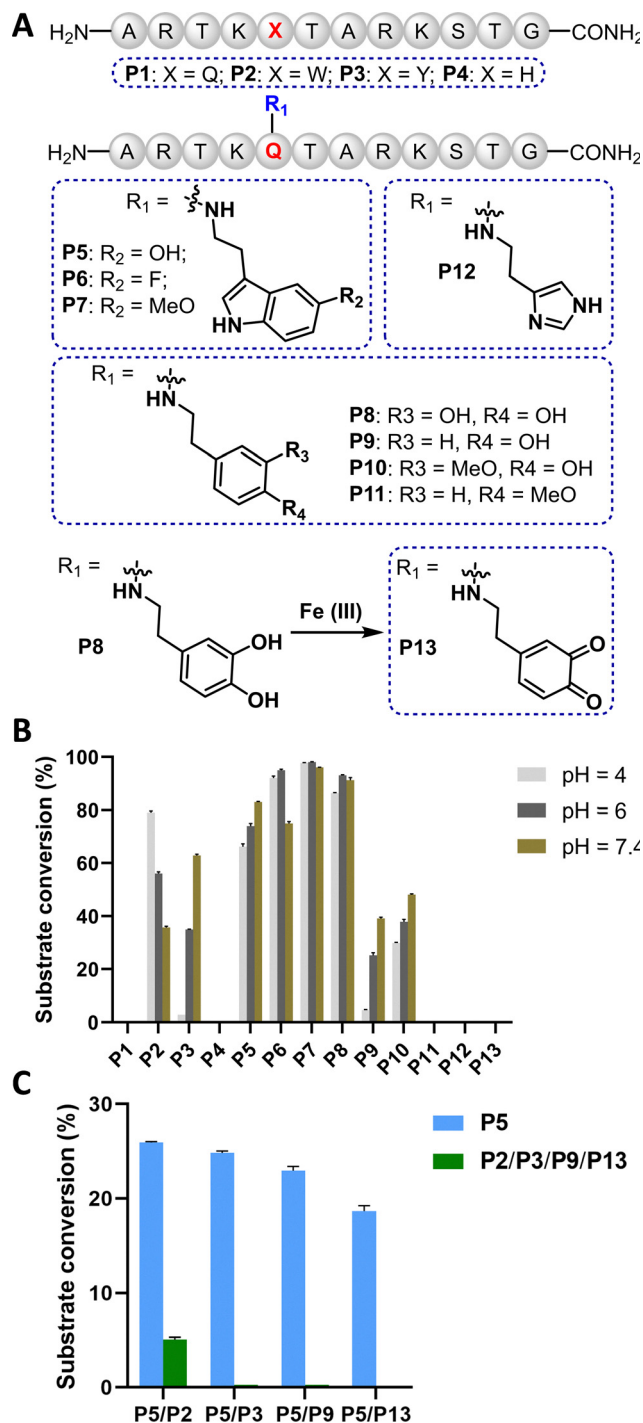 A
H₂N A R T K X T A R K S T G CONH₂
P1: X = Q; P2: X = W; P3: X = Y; P4: X = H
R₁
H₂N A R T K Q T A R K S T G CONH₂
R₁ =
NH
P5: R₂ = OH;
P6: R₂ = F;
P7: R₂ = MeO
R₂
HN
R₁ =
HN
P12
NH
N
R₁ =
HN
R₃
R₄
P8: R3 = OH, R4 = OH
P9: R3 = H, R4 = OH
P10: R3 = MeO, R4 = OH
P11: R3 = H, R4 = MeO
R₁ =
HN
P8
OH
OH
Fe (III)
R₁ =
HN
P13
O
O
B
Substrate conversion (%)
100
80
60
40
20
0
P1 P2 P3 P4 P5 P6 P7 P8 P9 P10 P11 P12 P13
pH = 4
pH = 6
pH = 7.4
C
Substrate conversion (%)
30
20
10
5
0
P5/P2 P5/P3 P5/P9 P5/P13
P5
P2/P3/P9/P13